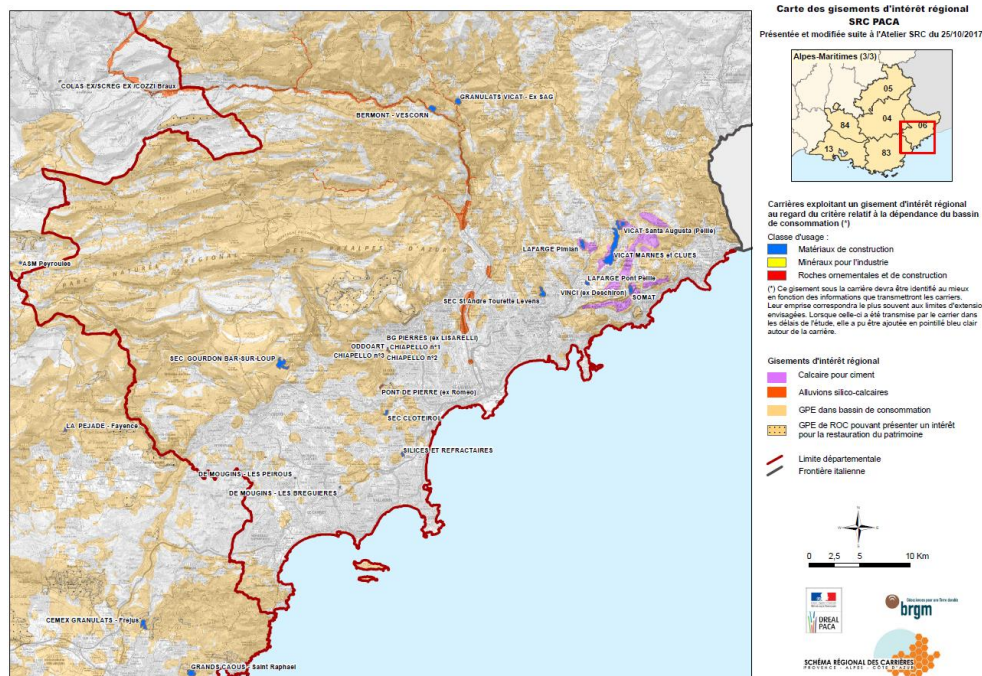 Carte des gisements d'intérêt régional
SRC PACA
Présentée et modifiée suite à l'Atelier SRC du 25/10/2017
Alpes-Maritimes (3/3)
05
04
06
84
13
83
Carrières exploitant un gisement d'intérêt régional
au regard du critère relatif à la dépendance du bassin
de consommation (*)
Classe d'usage :
Matériaux de construction
Minéraux pour l'industrie
Roches ornementales et de construction
(*) Ce gisement sous la carrière devra être identifié au mieux
en fonction des informations que transmettront les carriers.
Leur emprise correspondra le plus souvent aux limites d'extensio
envisagées. Lorsque celle-ci a été transmise par le carrier dans
les délais de l'étude, elle a pu être ajoutée en pointillé bleu clair
autour de la carrière.
Gisements d'intérêt régional
Calcaire pour ciment
Alluvions silico-calcaires
GPE dans bassin de consommation
GPE de ROC pouvant présenter un intérêt
pour la restauration du patrimoine
Limite départementale
Frontière italienne
0 2,5 5 10 Km
DREAL
PACA
brgm
SCHÉMA RÉGIONAL DES CARRIÈRES
PROVENCE - ALPES - CÔTE D'AZUR
COLAS EX/SCREG EX /COZZI Braux
GRANULATS VICAT - Ex SAG
BERMONT - VESCORN
VICAT Santa Augusta (Peille)
LAFARGE Pimian
VICAT MARNES et CLUES
ASM Peyroules
LAFARGE Pont Peille
VINCI (ex Deschiron)
SOMAT
SEC St Andre Tourette Levens
BG PIERRES (ex LISARELLI)
ODDOART
CHIAPELLO n°1
CHIAPELLO n°3
CHIAPELLO n°2
SEC GOURDON BAR-SUR-LOUP
PONT DE PIERRE (ex Romeo)
SEC CLOTEIROL
LA PEJADE - Fayence
SILICES ET REFRACTAIRES
DE MOUGINS - LES PEIROUS
DE MOUGINS - LES BREGUIERES
CEMEX GRANULATS - Frejus
GRANDS CAOUS - Saint Raphael